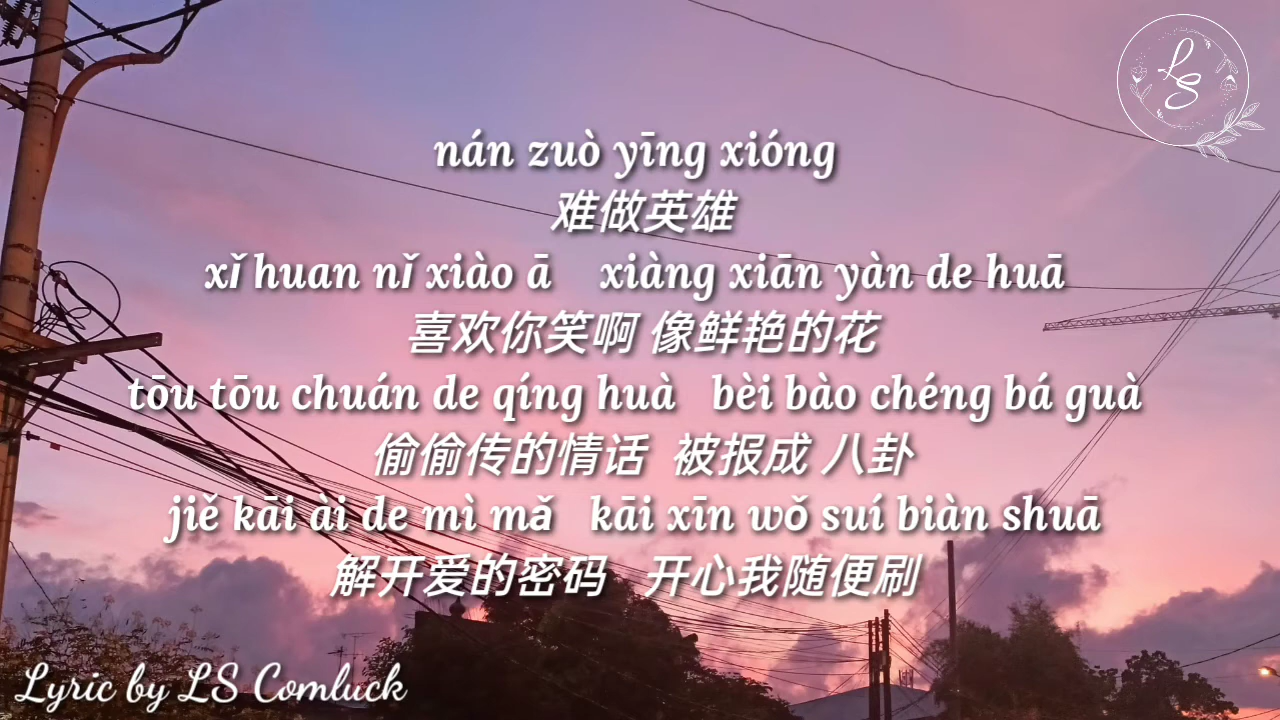 LS
nán zuò yīng xióng
难做英雄
xǐ huan nǐ xiào ā xiàng xiān yàn de huā
喜欢你笑啊 像鲜艳的花
tōu tōu chuán de qíng huà bèi bào chéng bá guà
偷偷传的情话 被报成 八卦
jiě kāi ài de mì mǎ kāi xīn wǒ suí biàn shuā
解开爱的密码 开心我随便刷
Lyric by LS Comluck